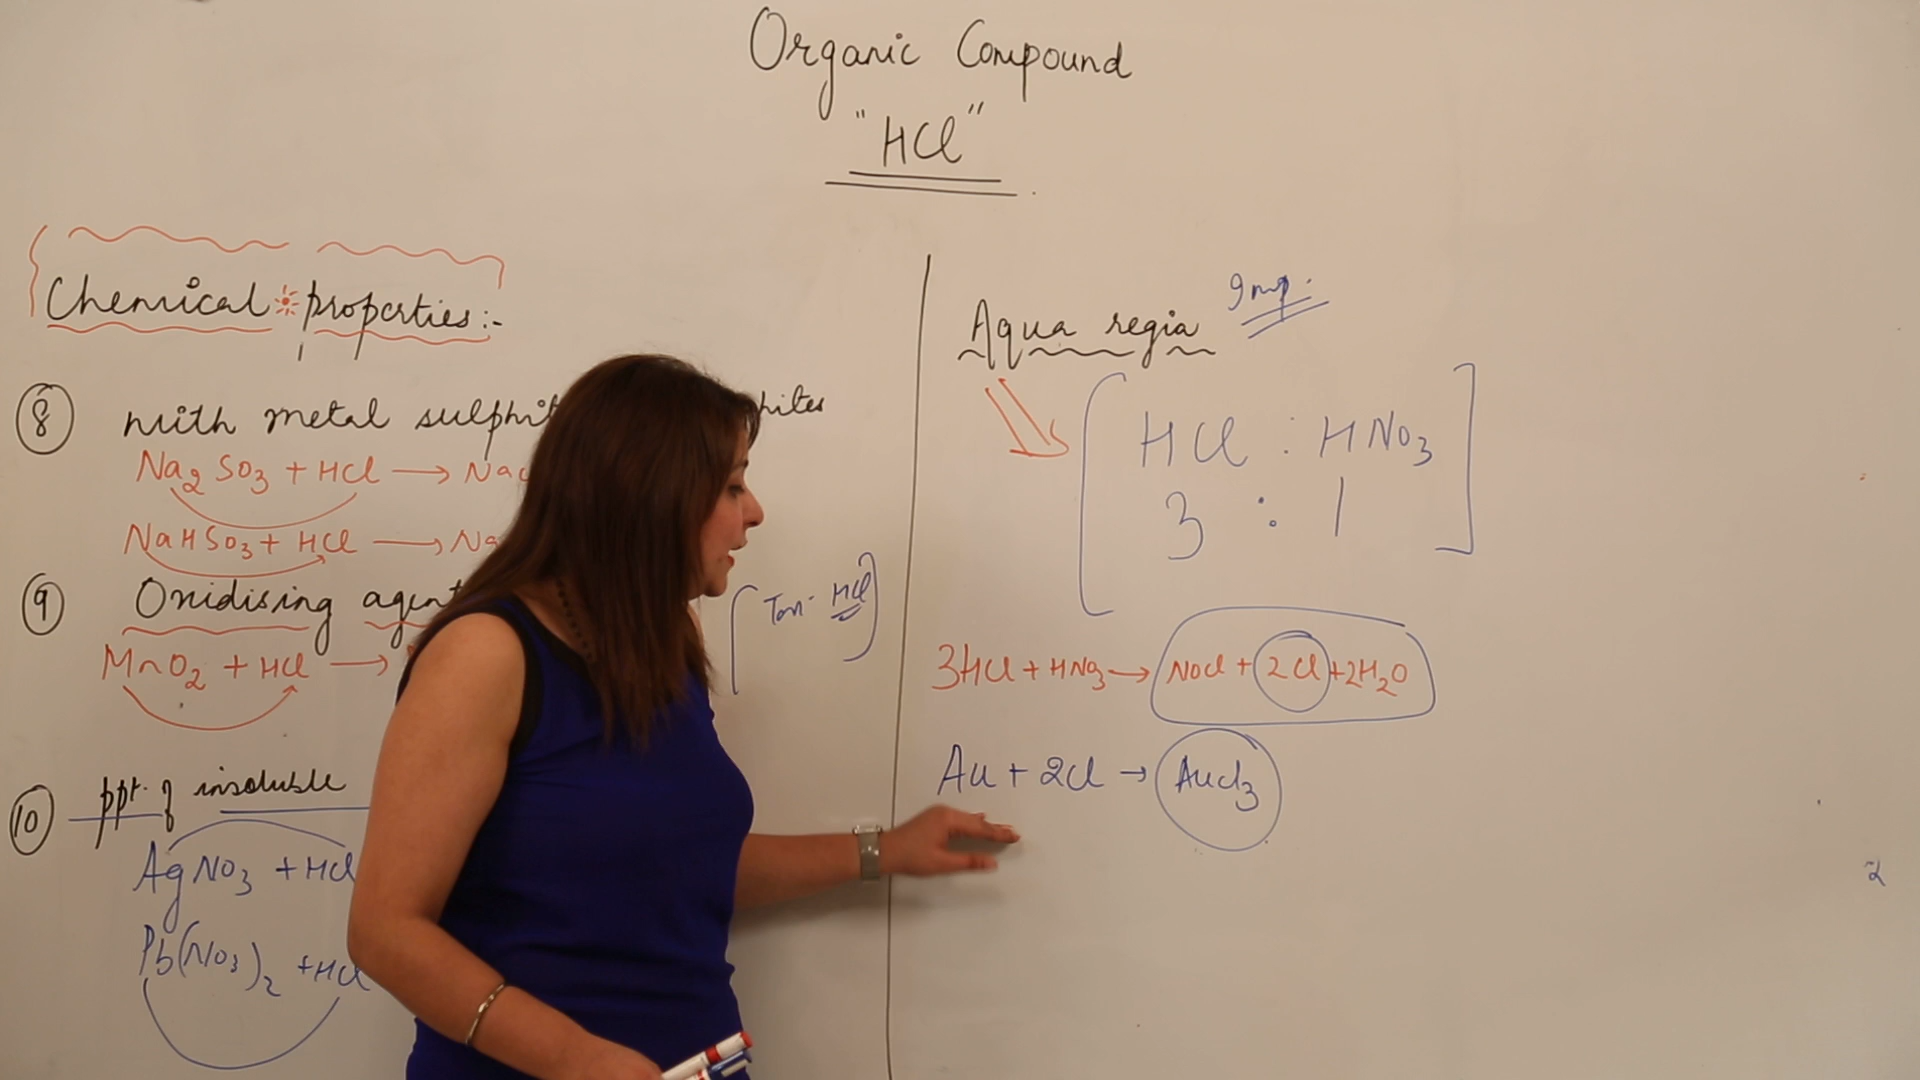 Organic Compound
"HCl"
Chemical properties:-
8 with metal sulphit
Na2SO3 + HCl → Nac
NaHSO3 + HCl → Na
9 Oxidising agent
MnO2 + HCl →
Ton. HCl
10 ppt. of insoluble
AgNO3 + HCl
Pb(NO3)2 + HCl
Aqua regia Imp.
HCl : HNO3
3 : 1
3HCl + HNO3 → NOCl + 2Cl + 2H2O
Au + 2Cl → AuCl3
2